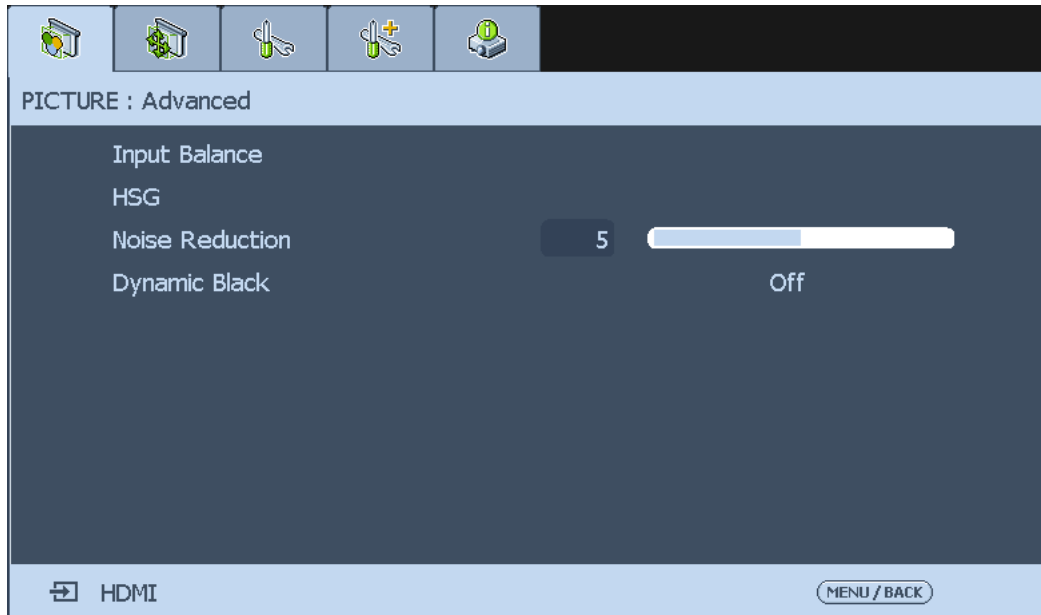 PICTURE : Advanced
Input Balance
HSG
Noise Reduction 5
Dynamic Black Off
HDMI MENU / BACK